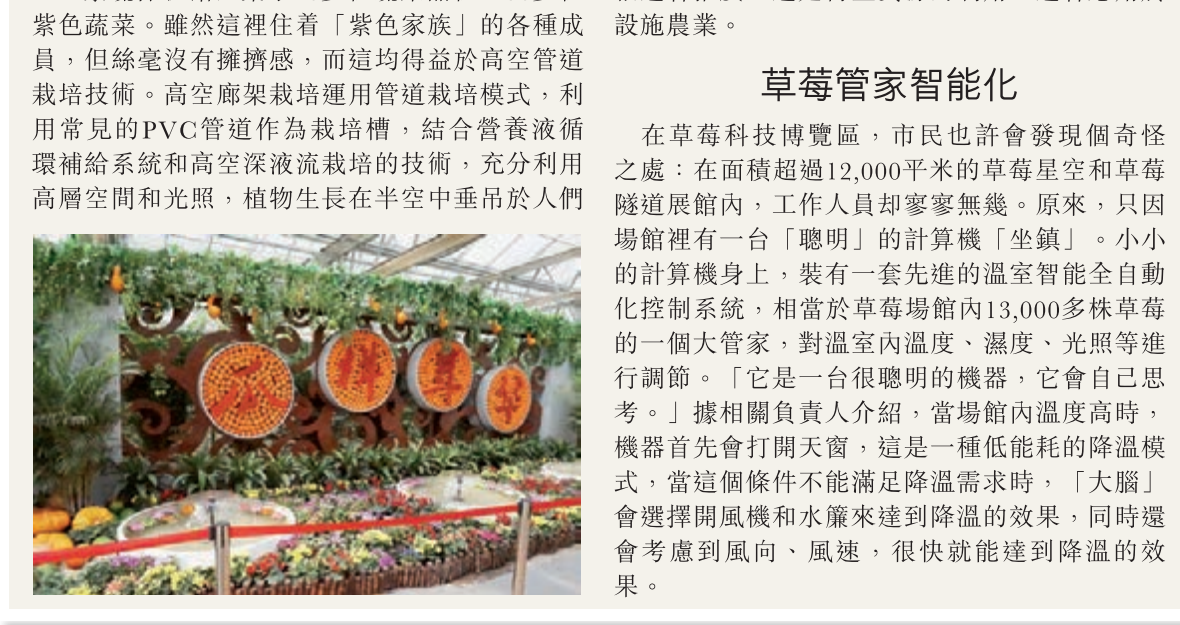 紫色蔬菜。雖然這裡住着「紫色家族」的各種成
員，但絲毫沒有擁擠感，而這均得益於高空管道
栽培技術。高空廊架栽培運用管道栽培模式，利
用常見的PVC管道作為栽培槽，結合營養液循
環補給系統和高空深液流栽培的技術，充分利用
高層空間和光照，植物生長在半空中垂吊於人們
設施農業。
草莓管家智能化
在草莓科技博覽區，市民也許會發現個奇怪
之處：在面積超過12,000平米的草莓星空和草莓
隧道展館內，工作人員卻寥寥無幾。原來，只因
場館裡有一台「聰明」的計算機「坐鎮」。小小
的計算機身上，裝有一套先進的溫室智能全自動
化控制系統，相當於草莓場館內13,000多株草莓
的一個大管家，對溫室內溫度、濕度、光照等進
行調節。「它是一台很聰明的機器，它會自己思
考。」據相關負責人介紹，當場館內溫度高時，
機器首先會打開天窗，這是一種低能耗的降溫模
式，當這個條件不能滿足降溫需求時，「大腦」
會選擇開風機和水簾來達到降溫的效果，同時還
會考慮到風向、風速，很快就能達到降溫的效
果。